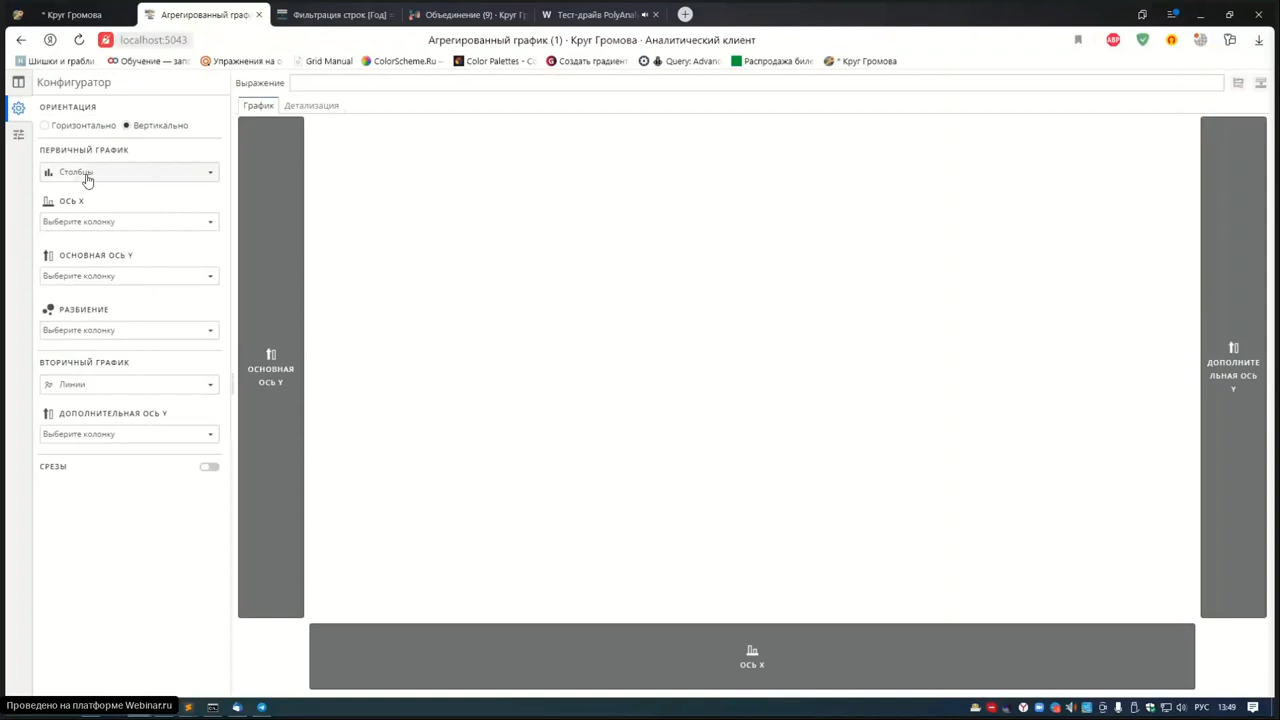 * Круг Громова
Агрегированный граф
Фильтрация строк [Год]
Объединение (9) - Круг Г
Тест-драйв PolyAnal
localhost:5043
Агрегированный график (1) · Круг Громова · Аналитический клиент
ABP
Шишки и грабли
Обучение — зап
Упражнения на о
Grid Manual
ColorScheme.Ru –
Color Palettes – C
Создать градиент
Query: Advanc
Распродажа биле
* Круг Громова
Конфигуратор
Выражение
График
Детализация
ОРИЕНТАЦИЯ
Горизонтально
Вертикально
ПЕРВИЧНЫЙ ГРАФИК
Столбцы
ОСЬ X
Выберите колонку
ОСНОВНАЯ ОСЬ Y
Выберите колонку
РАЗБИЕНИЕ
Выберите колонку
ВТОРИЧНЫЙ ГРАФИК
Линии
ДОПОЛНИТЕЛЬНАЯ ОСЬ Y
Выберите колонку
СРЕЗЫ
ОСНОВНАЯ
ОСЬ Y
ДОПОЛНИТЕ
ЛЬНАЯ ОСЬ
Y
ОСЬ X
Проведено на платформе Webinar.ru
РУС
13:49